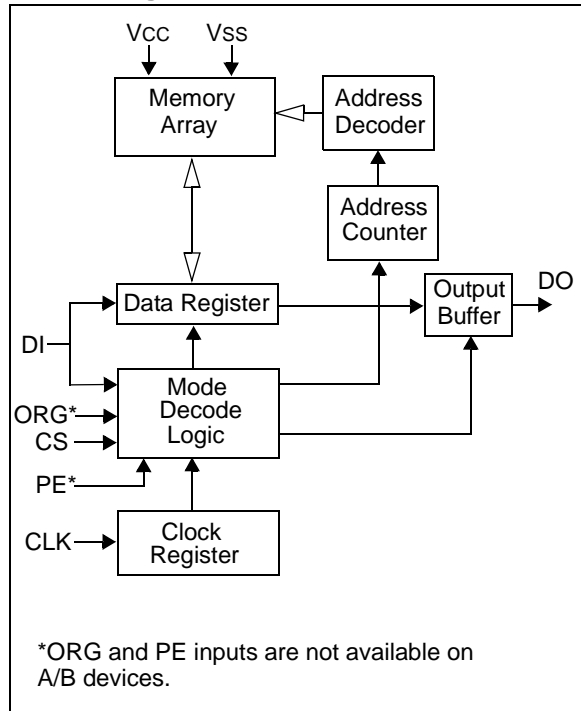 VCC
VSS
Memory
Array
Address
Decoder
Address
Counter
Data Register
Output
Buffer
DO
DI
Mode
Decode
Logic
ORG*
CS
PE*
CLK
Clock
Register
*ORG and PE inputs are not available on
A/B devices.